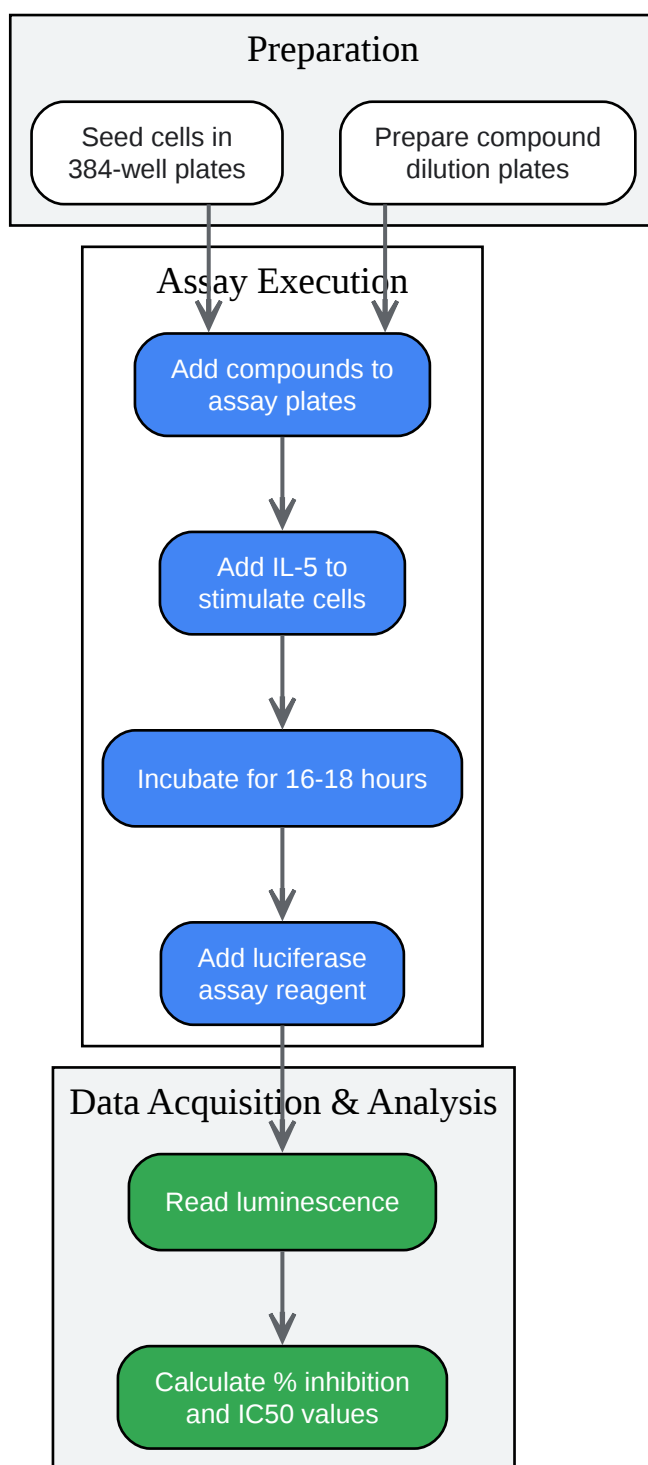 Preparation
Seed cells in
384-well plates
Prepare compound
dilution plates
Assay Execution
Add compounds to
assay plates
Add IL-5 to
stimulate cells
Incubate for 16-18 hours
Add luciferase
assay reagent
Data Acquisition & Analysis
Read luminescence
Calculate % inhibition
and IC50 values